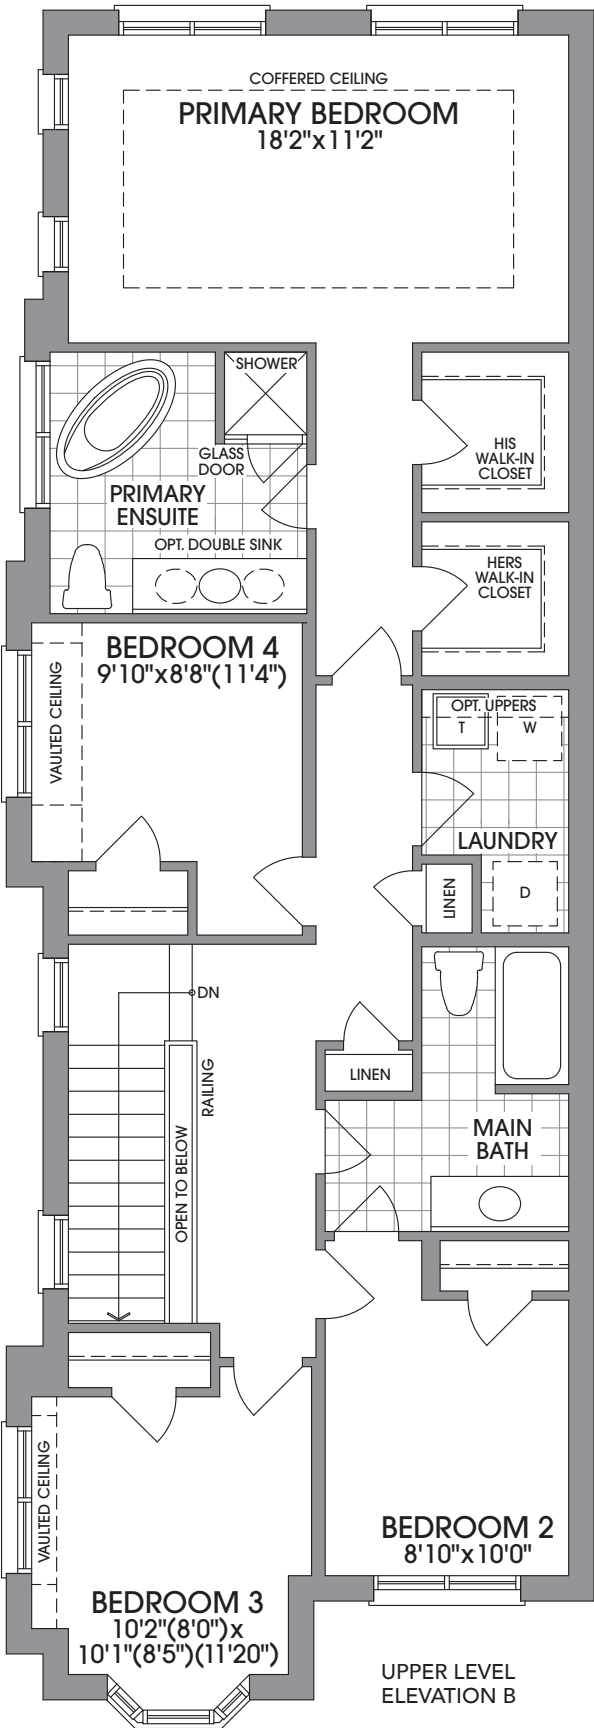 COFFERED CEILING
PRIMARY BEDROOM
18'2"x11'2"
SHOWER
GLASS
DOOR
HIS
WALK-IN
CLOSET
PRIMARY
ENSUITE
OPT. DOUBLE SINK
HERS
WALK-IN
CLOSET
BEDROOM 4
9'10"x8'8"(11'4")
VAULTED CEILING
OPT. UPPERS
T
W
LAUNDRY
LINEN
D
DN
RAILING
OPEN TO BELOW
LINEN
MAIN
BATH
VAULTED CEILING
BEDROOM 2
8'10"x10'0"
BEDROOM 3
10'2"(8'0")x
10'1"(8'5")(11'20")
UPPER LEVEL
ELEVATION B